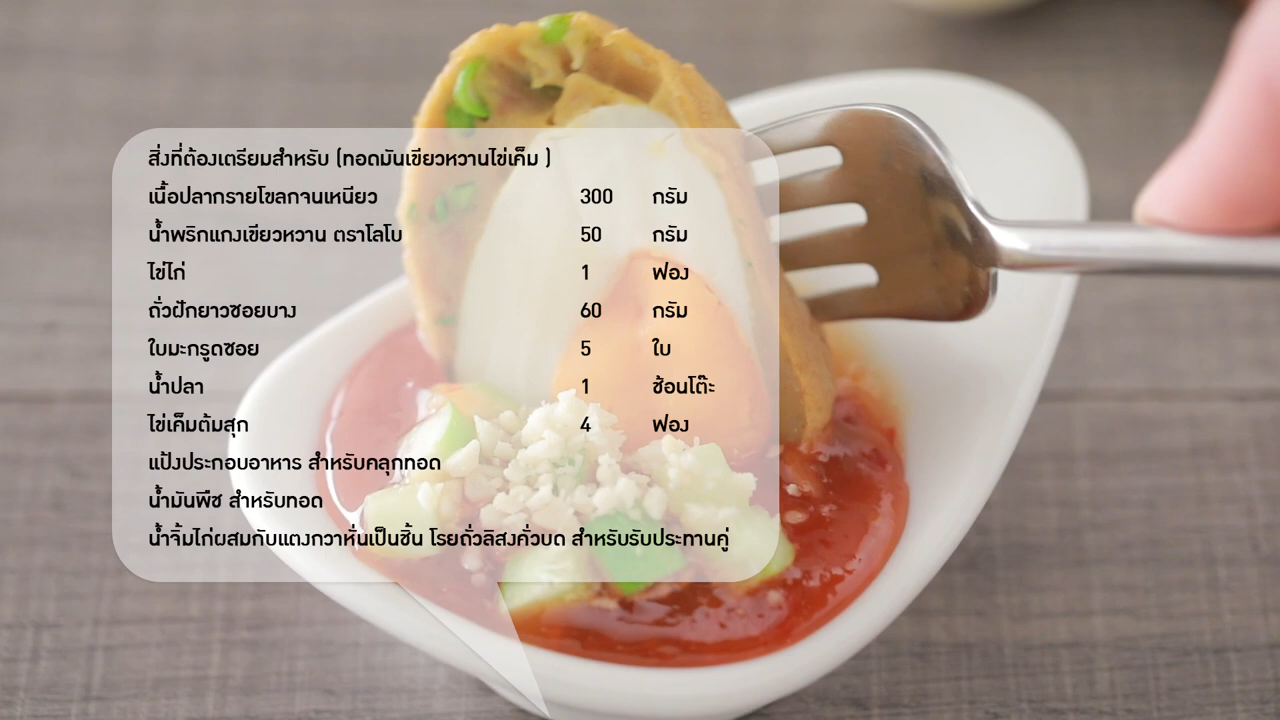 สิ่งที่ต้องเตรียมสำหรับ (ทอดมันเขียวหวานไข่เค็ม )
เนื้อปลากรายโขลกจนเหนียว 300 กรัม
น้ำพริกแกงเขียวหวาน ตราโลโบ 50 กรัม
ไข่ไก่ 1 ฟอง
ถั่วฝักยาวซอยบาง 60 กรัม
ใบมะกรูดซอย 5 ใบ
น้ำปลา 1 ช้อนโต๊ะ
ไข่เค็มต้มสุก 4 ฟอง
แป้งประกอบอาหาร สำหรับคลุกทอด
น้ำมันพืช สำหรับทอด
น้ำจิ้มไก่ผสมกับแตงกวาหั่นเป็นชิ้น โรยถั่วลิสงคั่วบด สำหรับรับประทานคู่